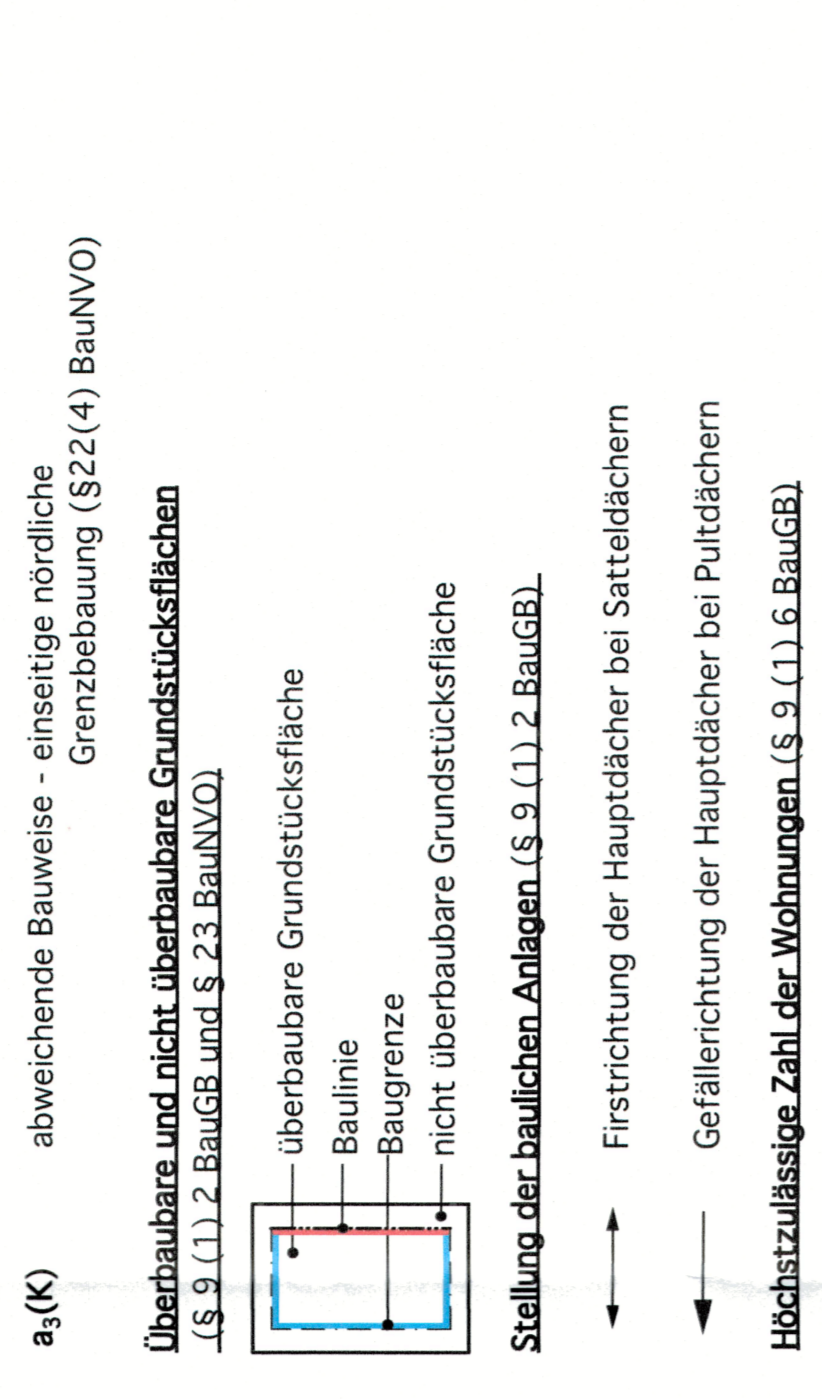 a3(K) abweichende Bauweise - einseitige nördliche
Grenzbebauung (§22(4) BauNVO)
Überbaubare und nicht überbaubare Grundstücksflächen
(§ 9 (1) 2 BauGB und § 23 BauNVO)
überbaubare Grundstücksfläche
Baulinie
Baugrenze
nicht überbaubare Grundstücksfläche
Stellung der baulichen Anlagen (§ 9 (1) 2 BauGB)
Firstrichtung der Hauptdächer bei Satteldächern
Gefällerichtung der Hauptdächer bei Pultdächern
Höchstzulässige Zahl der Wohnungen (§ 9 (1) 6 BauGB)